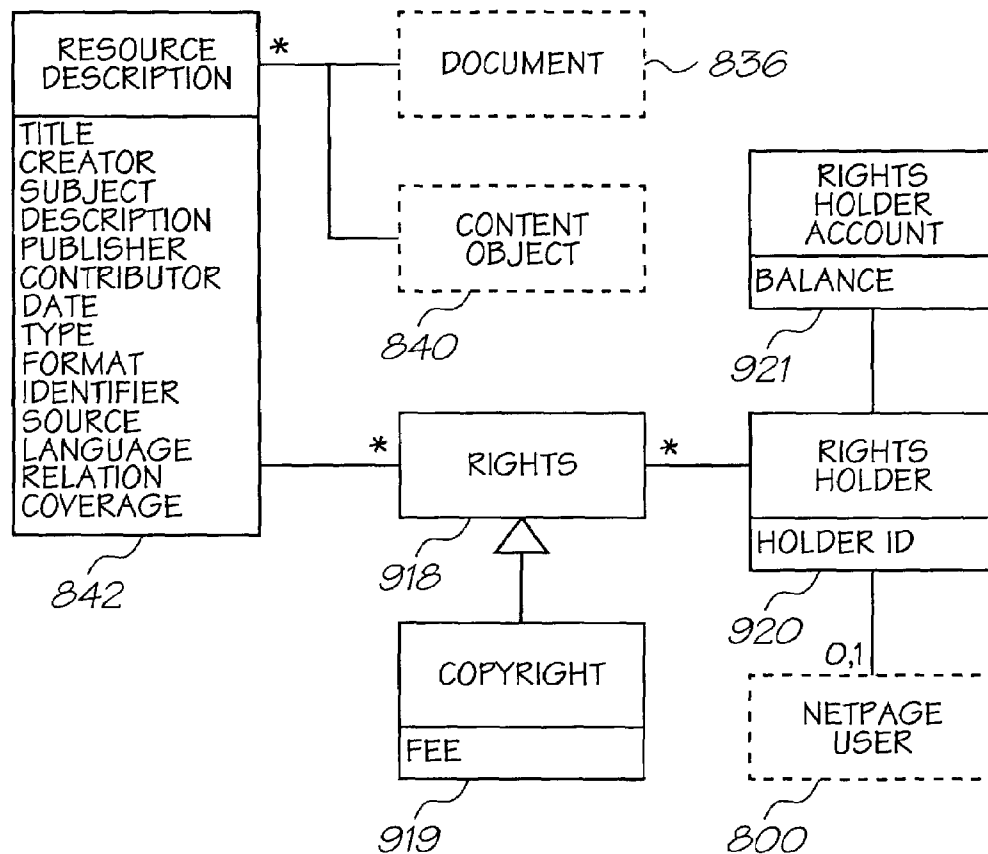 RESOURCE
DESCRIPTION
*
TITLE
CREATOR
SUBJECT
DESCRIPTION
PUBLISHER
CONTRIBUTOR
DATE
TYPE
FORMAT
IDENTIFIER
SOURCE
LANGUAGE
RELATION
COVERAGE
842
DOCUMENT
836
CONTENT
OBJECT
840
RIGHTS
HOLDER
ACCOUNT
BALANCE
921
*
RIGHTS
*
918
RIGHTS
HOLDER
HOLDER ID
920
COPYRIGHT
FEE
919
0,1
NETPAGE
USER
800